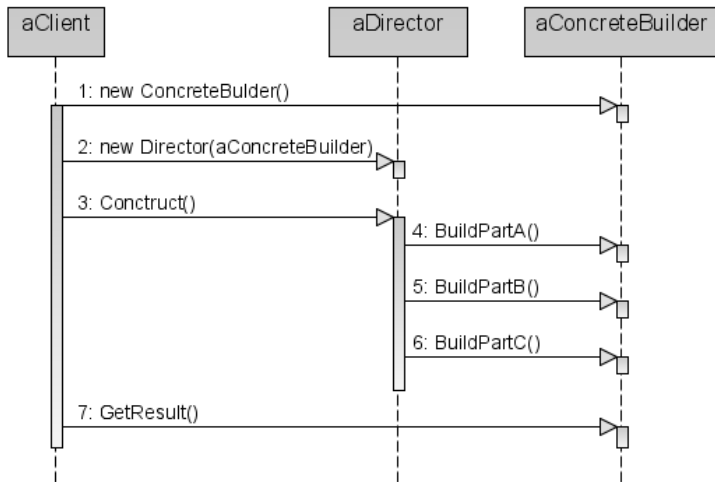 aClient
aDirector
aConcreteBuilder
1: new ConcreteBulder()
2: new Director(aConcreteBuilder)
3: Conctruct()
4: BuildPartA()
5: BuildPartB()
6: BuildPartC()
7: GetResult()